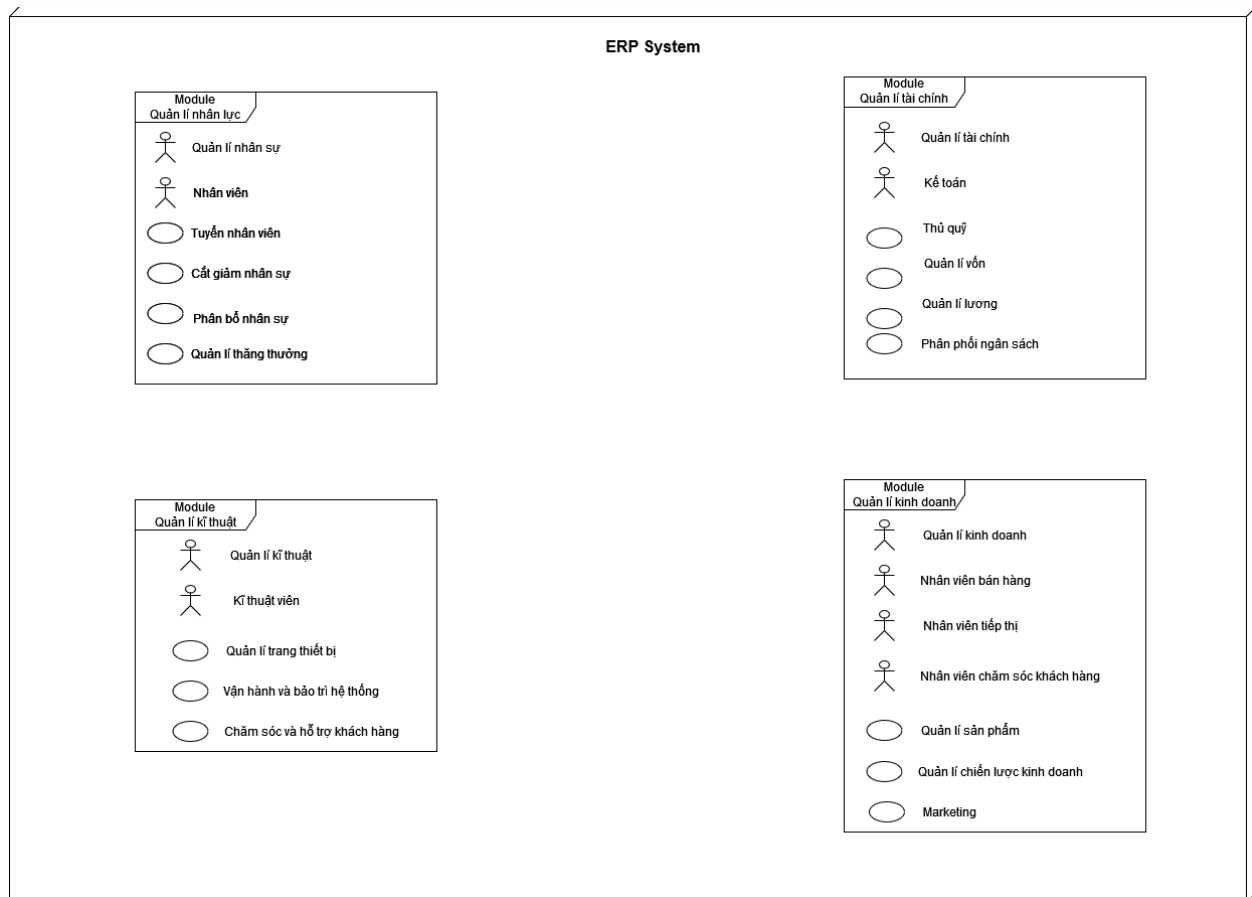 ERP System
Module
Quản lí nhân lực
Quản lí nhân sự
Nhân viên
Tuyển nhân viên
Cắt giảm nhân sự
Phân bổ nhân sự
Quản lí thăng thưởng
Module
Quản lí tài chính
Quản lí tài chính
Kế toán
Thủ quỹ
Quản lí vốn
Quản lí lương
Phân phối ngân sách
Module
Quản lí kĩ thuật
Quản lí kĩ thuật
Kĩ thuật viên
Quản lí trang thiết bị
Vận hành và bảo trì hệ thống
Chăm sóc và hỗ trợ khách hàng
Module
Quản lí kinh doanh
Quản lí kinh doanh
Nhân viên bán hàng
Nhân viên tiếp thị
Nhân viên chăm sóc khách hàng
Quản lí sản phẩm
Quản lí chiến lược kinh doanh
Marketing